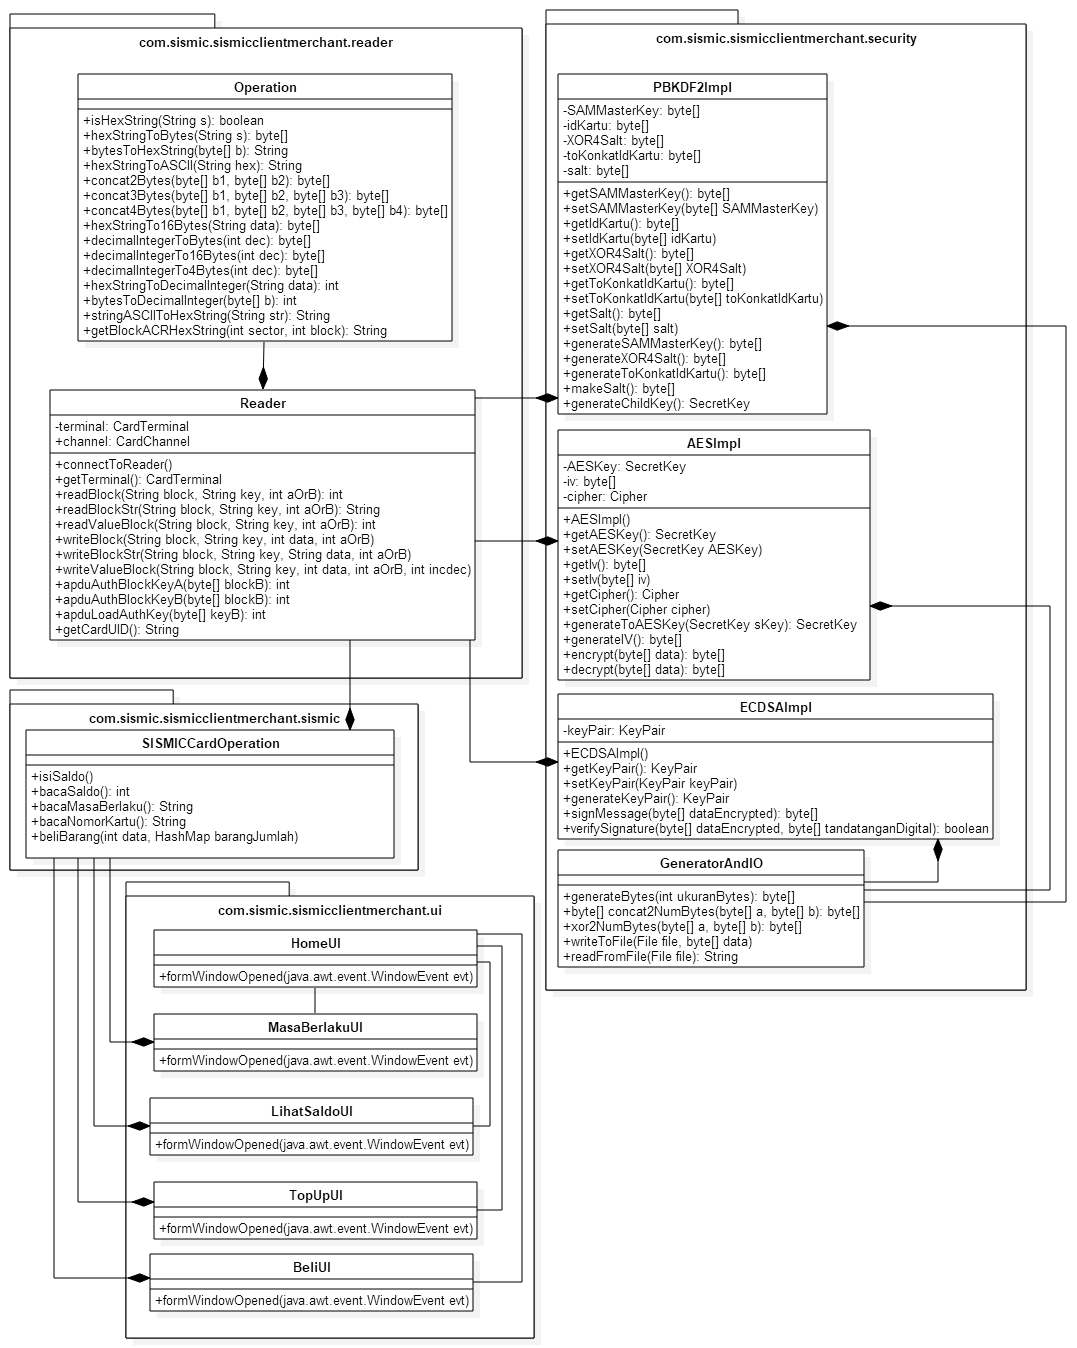 com.sismic.sismicclientmerchant.reader
Operation
+isHexString(String s): boolean
+hexStringToBytes(String s): byte[]
+bytesToHexString(byte[] b): String
+hexStringToASCII(String hex): String
+concat2Bytes(byte[] b1, byte[] b2): byte[]
+concat3Bytes(byte[] b1, byte[] b2, byte[] b3): byte[]
+concat4Bytes(byte[] b1, byte[] b2, byte[] b3, byte[] b4): byte[]
+hexStringTo16Bytes(String data): byte[]
+decimalIntegerToBytes(int dec): byte[]
+decimalIntegerTo16Bytes(int dec): byte[]
+decimalIntegerTo4Bytes(int dec): byte[]
+hexStringToDecimalInteger(String data): int
+bytesToDecimalInteger(byte[] b): int
+stringASCIIToHexString(String str): String
+getBlockACRHexString(int sector, int block): String
Reader
-terminal: CardTerminal
+channel: CardChannel
+connectToReader()
+getTerminal(): CardTerminal
+readBlock(String block, String key, int aOrB): int
+readBlockStr(String block, String key, int aOrB): String
+readValueBlock(String block, String key, int aOrB): int
+writeBlock(String block, String key, int data, int aOrB)
+writeBlockStr(String block, String key, String data, int aOrB)
+writeValueBlock(String block, String key, int data, int aOrB, int incdec)
+apduAuthBlockKeyA(byte[] blockB): int
+apduAuthBlockKeyB(byte[] blockB): int
+apduLoadAuthKey(byte[] keyB): int
+getCardUID(): String
com.sismic.sismicclientmerchant.security
PBKDF2Impl
-SAMMasterKey: byte[]
-idKartu: byte[]
-XOR4Salt: byte[]
-toKonkatIdKartu: byte[]
-salt: byte[]
+getSAMMasterKey(): byte[]
+setSAMMasterKey(byte[] SAMMasterKey)
+getIdKartu(): byte[]
+setIdKartu(byte[] idKartu)
+getXOR4Salt(): byte[]
+setXOR4Salt(byte[] XOR4Salt)
+getToKonkatIdKartu(): byte[]
+setToKonkatIdKartu(byte[] toKonkatIdKartu)
+getSalt(): byte[]
+setSalt(byte[] salt)
+generateSAMMasterKey(): byte[]
+generateXOR4Salt(): byte[]
+generateToKonkatIdKartu(): byte[]
+makeSalt(): byte[]
+generateChildKey(): SecretKey
AESImpl
-AESKey: SecretKey
-iv: byte[]
-cipher: Cipher
+AESImpl()
+getAESKey(): SecretKey
+setAESKey(SecretKey AESKey)
+getIv(): byte[]
+setIv(byte[] iv)
+getCipher(): Cipher
+setCipher(Cipher cipher)
+generateToAESKey(SecretKey sKey): SecretKey
+generateIV(): byte[]
+encrypt(byte[] data): byte[]
+decrypt(byte[] data): byte[]
ECDSAImpl
-keyPair: KeyPair
+ECDSAImpl()
+getKeyPair(): KeyPair
+setKeyPair(KeyPair keyPair)
+generateKeyPair(): KeyPair
+signMessage(byte[] dataEncrypted): byte[]
+verifySignature(byte[] dataEncrypted, byte[] tandatanganDigital): boolean
GeneratorAndIO
+generateBytes(int ukuranBytes): byte[]
+byte[] concat2NumBytes(byte[] a, byte[] b): byte[]
+xor2NumBytes(byte[] a, byte[] b): byte[]
+writeToFile(File file, byte[] data)
+readFromFile(File file): String
com.sismic.sismicclientmerchant.sismic
SISMICCardOperation
+isiSaldo()
+bacaSaldo(): int
+bacaMasaBerlaku(): String
+bacaNomorKartu(): String
+beliBarang(int data, HashMap barangJumlah)
com.sismic.sismicclientmerchant.ui
HomeUI
+formWindowOpened(java.awt.event.WindowEvent evt)
MasaBerlakuUI
+formWindowOpened(java.awt.event.WindowEvent evt)
LihatSaldoUI
+formWindowOpened(java.awt.event.WindowEvent evt)
TopUpUI
+formWindowOpened(java.awt.event.WindowEvent evt)
BeliUI
+formWindowOpened(java.awt.event.WindowEvent evt)